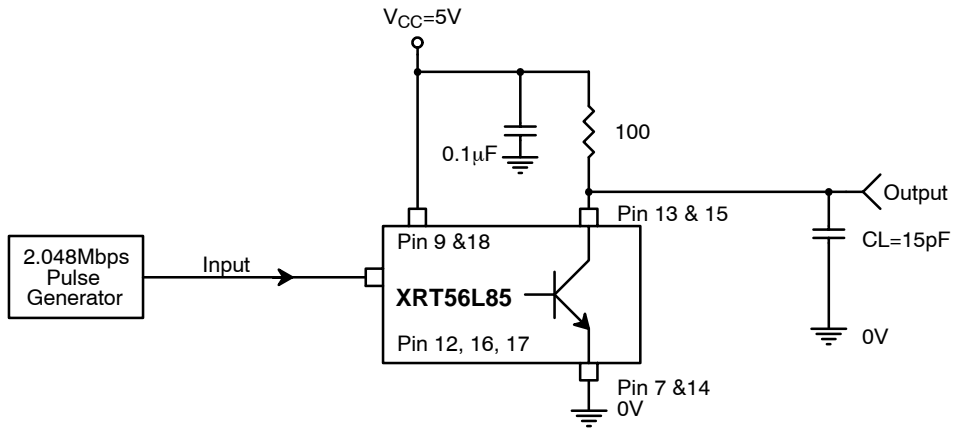 VCC=5V
100
0.1µF
Output
Pin 13 & 15
CL=15pF
Pin 9 &18
2.048Mbps
Pulse
Generator
Input
XRT56L85
Pin 12, 16, 17
0V
Pin 7 &14
0V